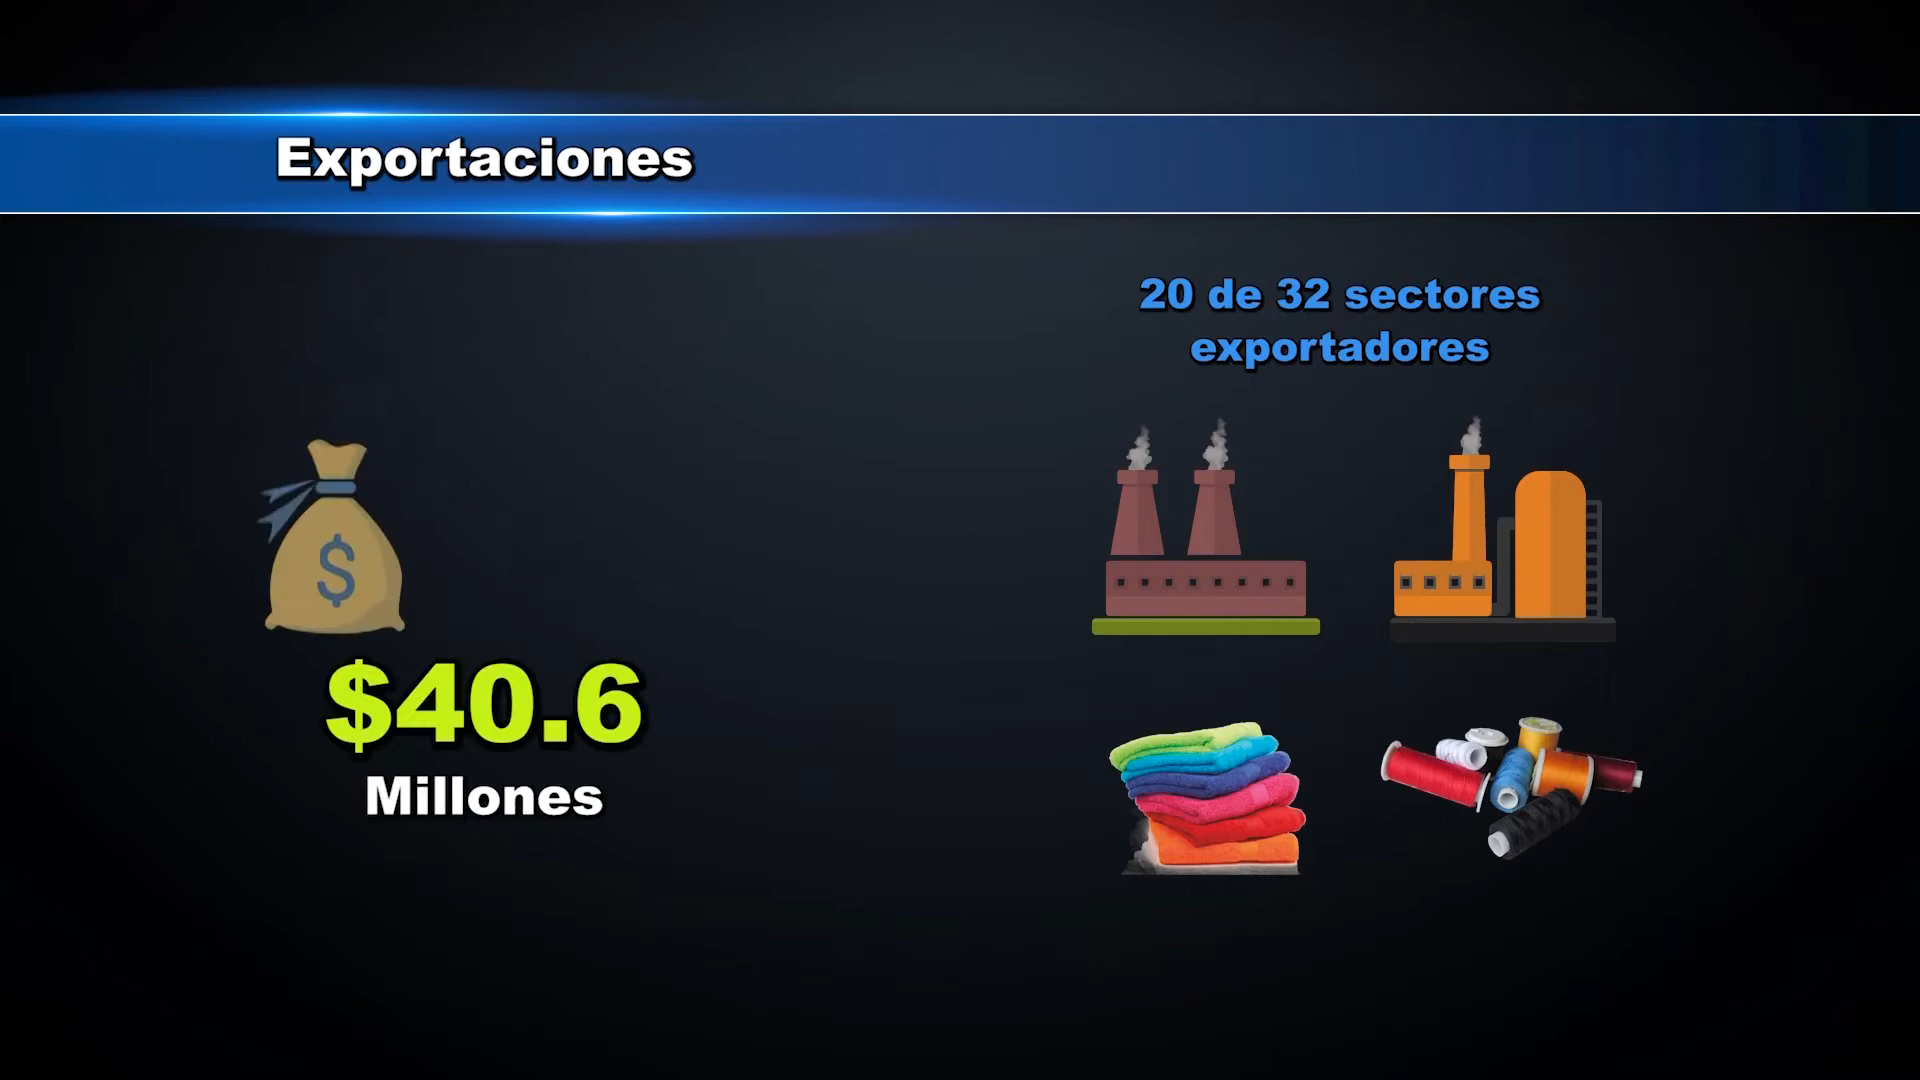 Exportaciones
20 de 32 sectores
exportadores
$
$40.6
Millones